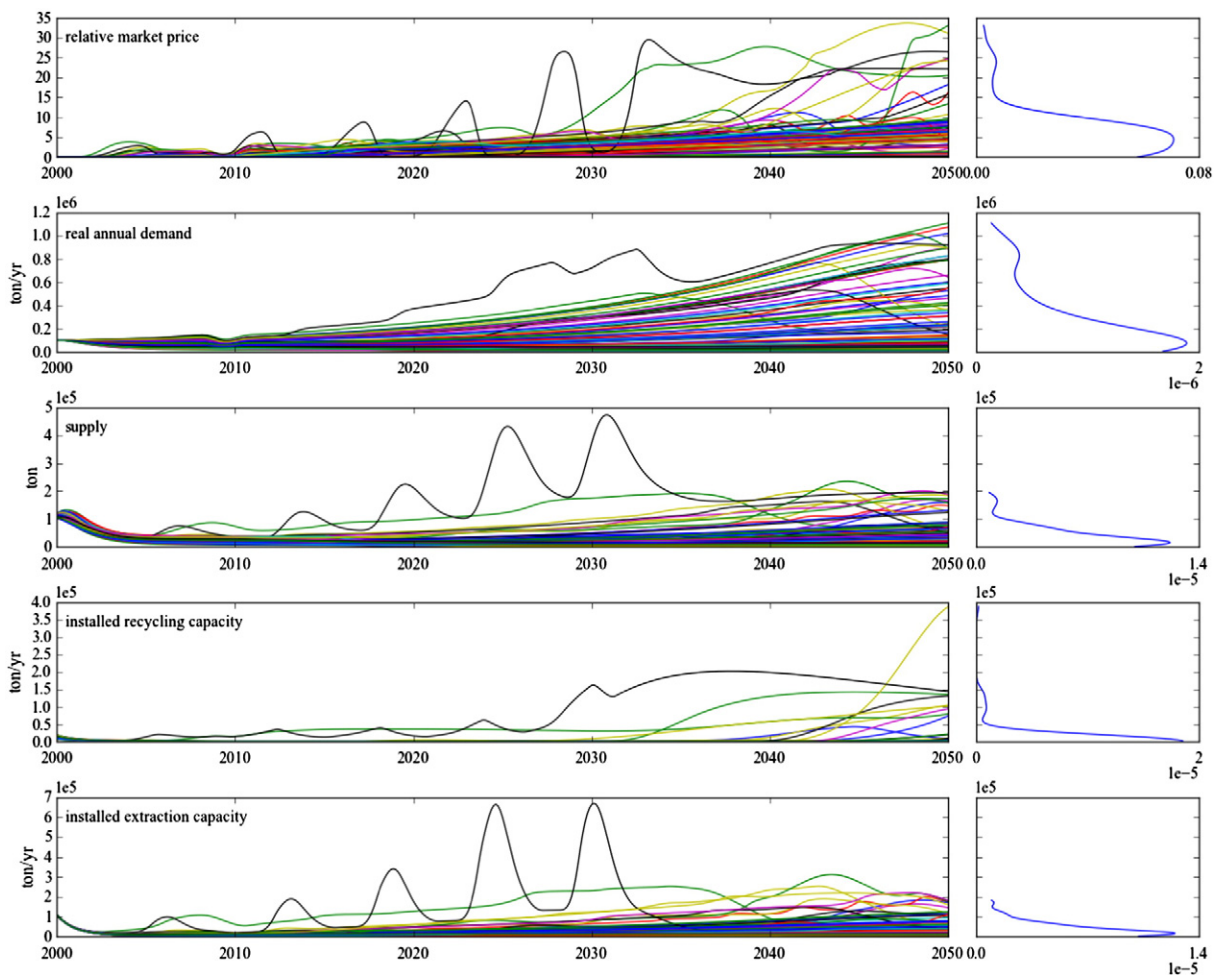 relative market price
35
30
25
20
15
10
5
0
2000 2010 2020 2030 2040 2050
0.00 0.08
1e6
real annual demand
ton/yr
1.2
1.0
0.8
0.6
0.4
0.2
0.0
2000 2010 2020 2030 2040 2050
1e6
0 2
1e-6
1e5
supply
ton
5
4
3
2
1
0
2000 2010 2020 2030 2040 2050
1e5
0.0 1.4
1e-5
1e5
installed recycling capacity
ton/yr
4.0
3.5
3.0
2.5
2.0
1.5
1.0
0.5
0.0
2000 2010 2020 2030 2040 2050
1e5
0 2
1e-5
1e5
installed extraction capacity
ton/yr
7
6
5
4
3
2
1
0
2000 2010 2020 2030 2040 2050
1e5
0.0 1.4
1e-5